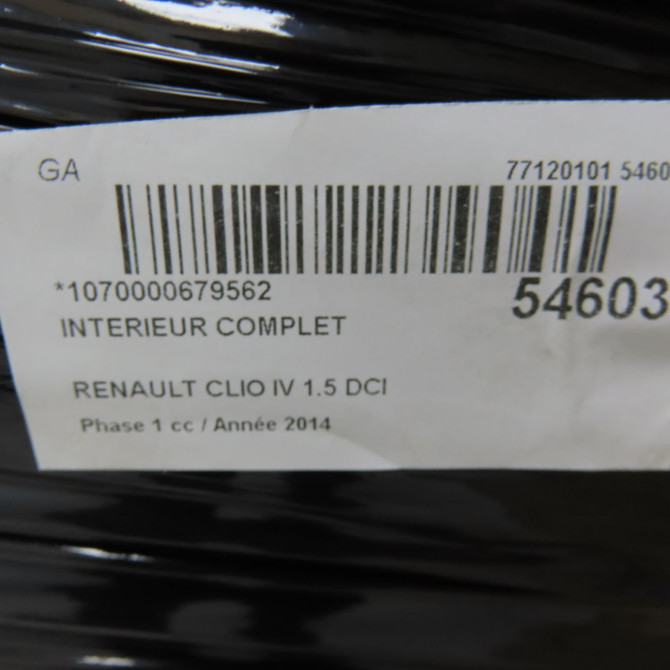 GA 77120101 5460
*1070000679562 54603
INTERIEUR COMPLET
RENAULT CLIO IV 1.5 DCI
Phase 1 cc / Année 2014